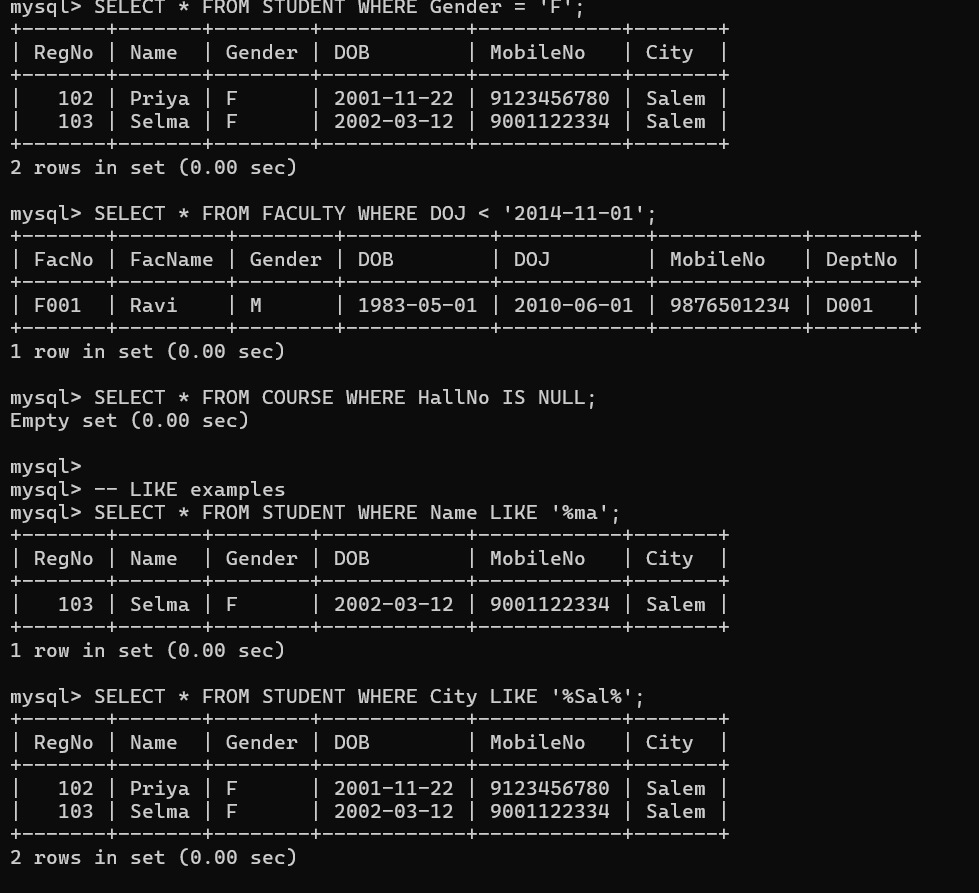 mysql> SELECT * FROM STUDENT WHERE Gender = 'F';
+-------+-------+--------+------------+------------+-------+
| RegNo | Name  | Gender | DOB        | MobileNo   | City  |
+-------+-------+--------+------------+------------+-------+
|   102 | Priya | F      | 2001-11-22 | 9123456780 | Salem |
|   103 | Selma | F      | 2002-03-12 | 9001122334 | Salem |
+-------+-------+--------+------------+------------+-------+
2 rows in set (0.00 sec)

mysql> SELECT * FROM FACULTY WHERE DOJ < '2014-11-01';
+-------+---------+--------+------------+------------+------------+--------+
| FacNo | FacName | Gender | DOB        | DOJ        | MobileNo   | DeptNo |
+-------+---------+--------+------------+------------+------------+--------+
| F001  | Ravi    | M      | 1983-05-01 | 2010-06-01 | 9876501234 | D001   |
+-------+---------+--------+------------+------------+------------+--------+
1 row in set (0.00 sec)

mysql> SELECT * FROM COURSE WHERE HallNo IS NULL;
Empty set (0.00 sec)

mysql>
mysql> -- LIKE examples
mysql> SELECT * FROM STUDENT WHERE Name LIKE '%ma';
+-------+-------+--------+------------+------------+-------+
| RegNo | Name  | Gender | DOB        | MobileNo   | City  |
+-------+-------+--------+------------+------------+-------+
|   103 | Selma | F      | 2002-03-12 | 9001122334 | Salem |
+-------+-------+--------+------------+------------+-------+
1 row in set (0.00 sec)

mysql> SELECT * FROM STUDENT WHERE City LIKE '%Sal%';
+-------+-------+--------+------------+------------+-------+
| RegNo | Name  | Gender | DOB        | MobileNo   | City  |
+-------+-------+--------+------------+------------+-------+
|   102 | Priya | F      | 2001-11-22 | 9123456780 | Salem |
|   103 | Selma | F      | 2002-03-12 | 9001122334 | Salem |
+-------+-------+--------+------------+------------+-------+
2 rows in set (0.00 sec)